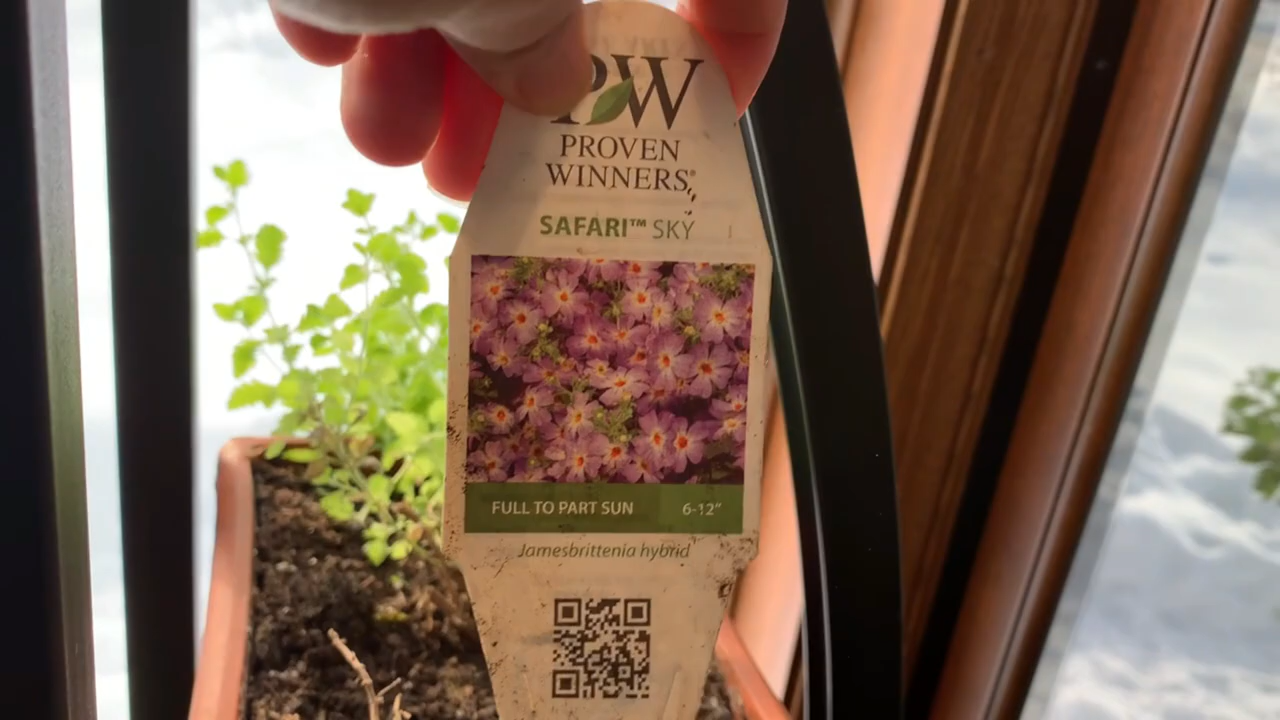 PW
PROVEN
WINNERS®
SAFARI™ SKY
FULL TO PART SUN 6-12"
Jamesbrittenia hybrid